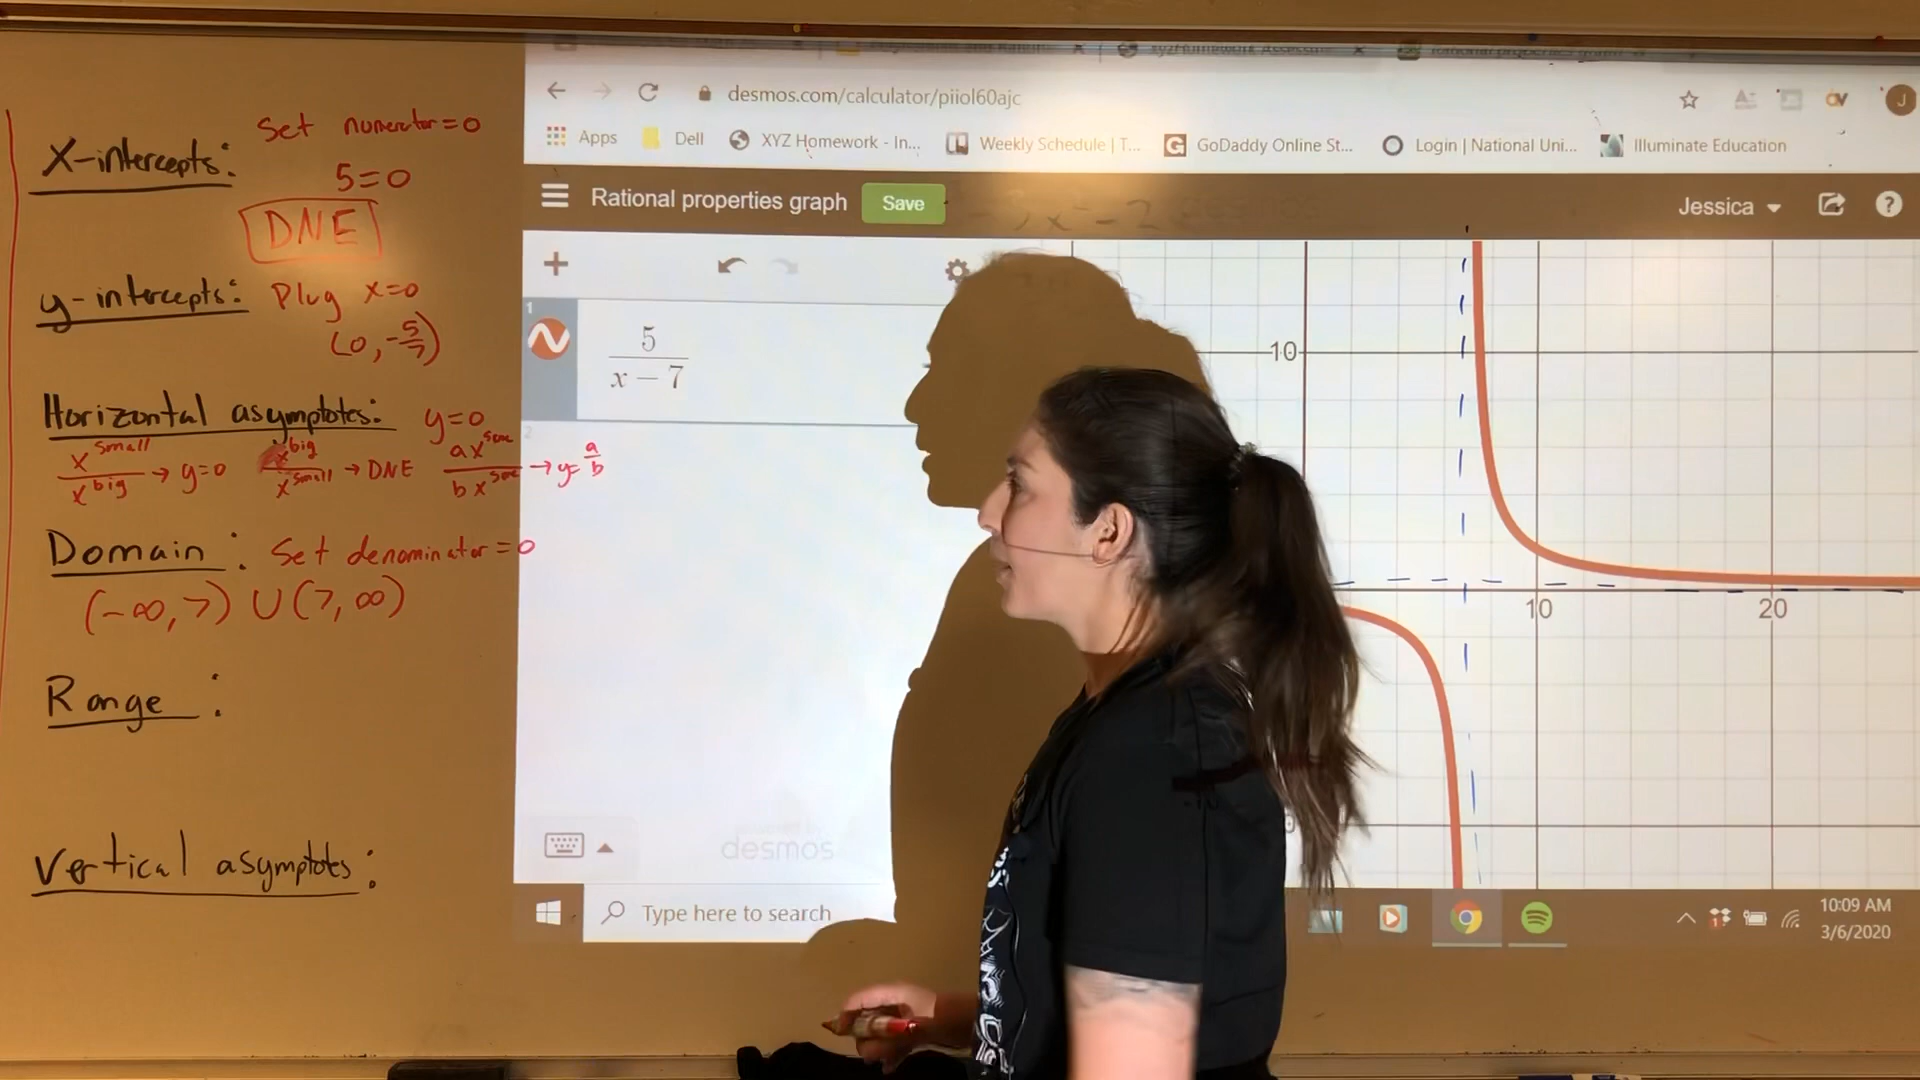 X-intercepts: Set numerator = 0
5=0
DNE
y-intercepts: Plug x=0
(0, -5/7)
Horizontal asymptotes: y=0
x^small/x^big → y=0 x^big/x^small → DNE ax^same/bx^same → y=a/b
Domain: Set denominator = 0
(-∞,7) ∪ (7,∞)
Range:
Vertical asymptotes:
desmos.com/calculator/piiol60ajc
Apps Dell XYZ Homework - In... Weekly Schedule | T... GoDaddy Online St... Login | National Uni... Illuminate Education
Rational properties graph Save Jessica
1
5
x - 7
2
10
10 20
desmos
Type here to search
10:09 AM
3/6/2020